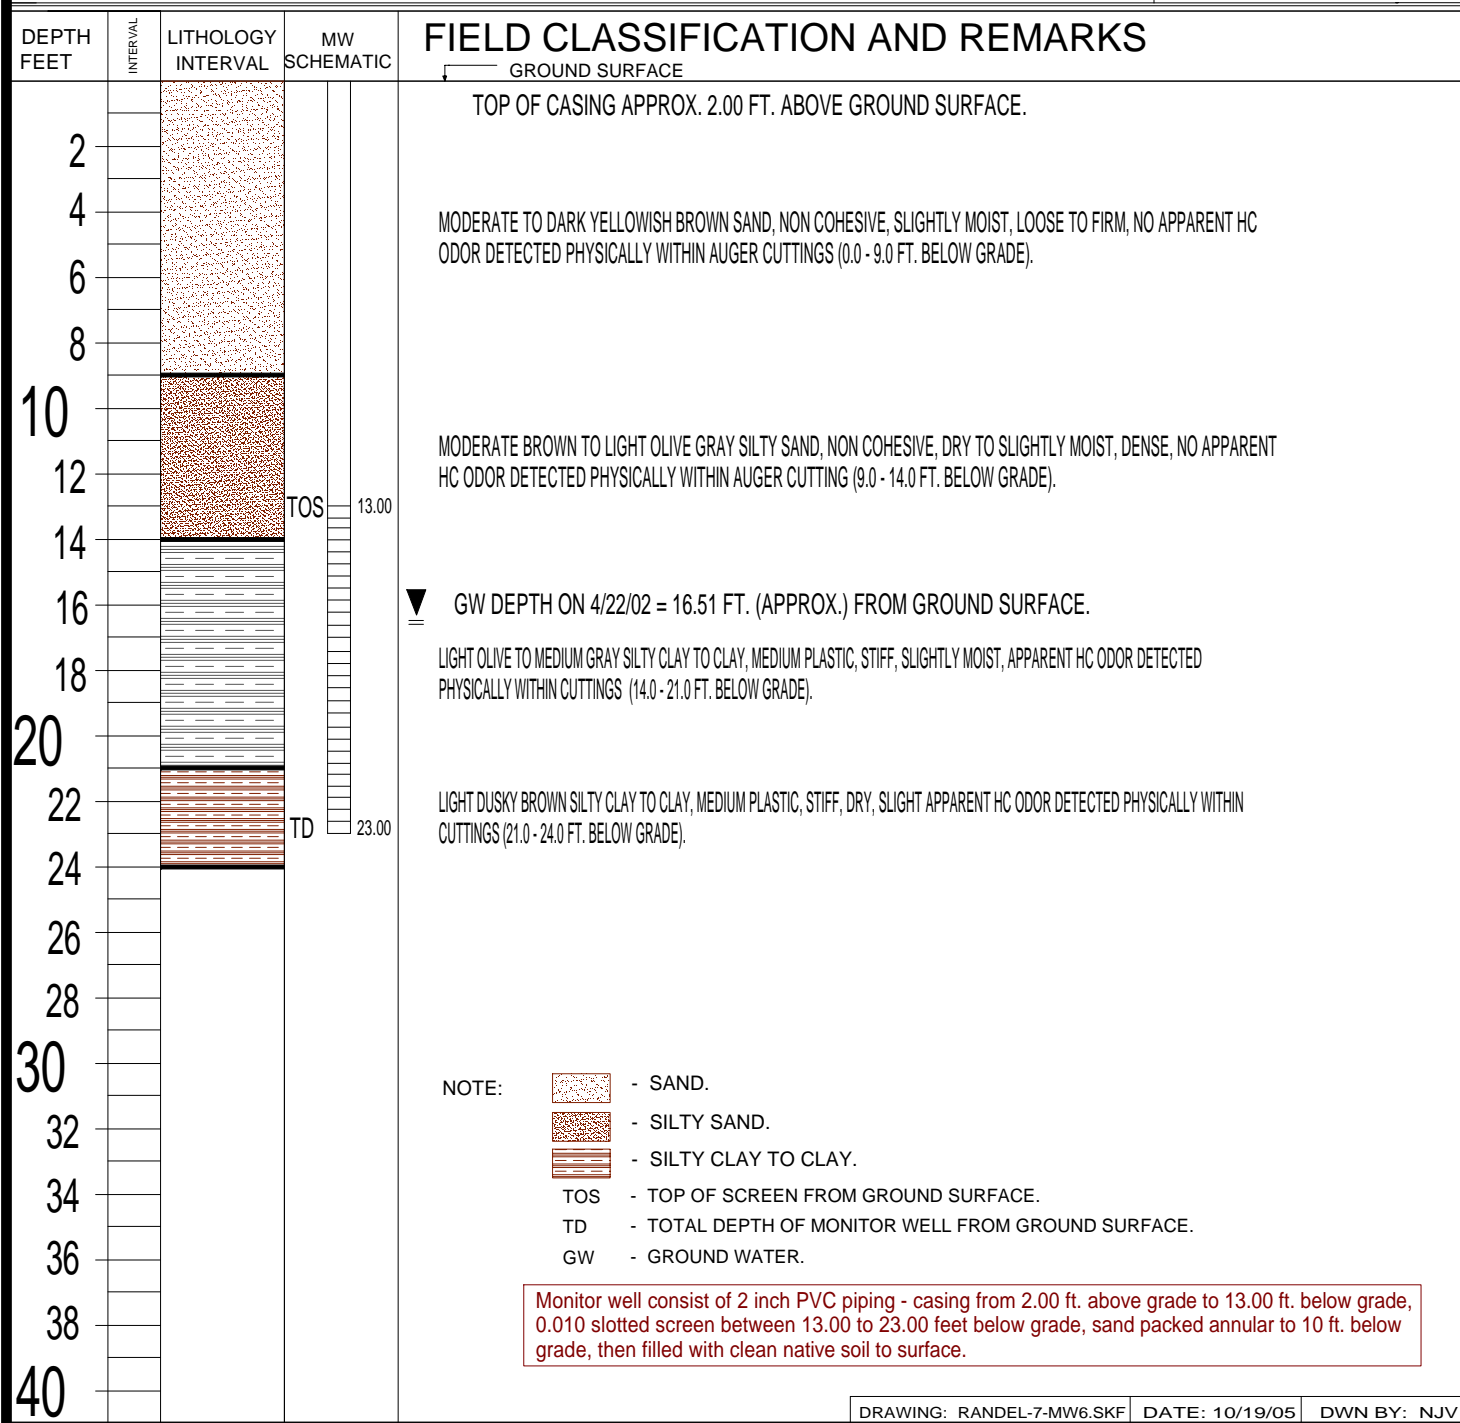 DEPTH FEET
INTERVAL
LITHOLOGY INTERVAL
MW SCHEMATIC
FIELD CLASSIFICATION AND REMARKS
GROUND SURFACE
TOP OF CASING APPROX. 2.00 FT. ABOVE GROUND SURFACE.
2
4
MODERATE TO DARK YELLOWISH BROWN SAND, NON COHESIVE, SLIGHTLY MOIST, LOOSE TO FIRM, NO APPARENT HC
ODOR DETECTED PHYSICALLY WITHIN AUGER CUTTINGS (0.0 - 9.0 FT. BELOW GRADE).
6
8
10
MODERATE BROWN TO LIGHT OLIVE GRAY SILTY SAND, NON COHESIVE, DRY TO SLIGHTLY MOIST, DENSE, NO APPARENT
HC ODOR DETECTED PHYSICALLY WITHIN AUGER CUTTING (9.0 - 14.0 FT. BELOW GRADE).
12
TOS 13.00
14
16
GW DEPTH ON 4/22/02 = 16.51 FT. (APPROX.) FROM GROUND SURFACE.
LIGHT OLIVE TO MEDIUM GRAY SILTY CLAY TO CLAY, MEDIUM PLASTIC, STIFF, SLIGHTLY MOIST, APPARENT HC ODOR DETECTED
PHYSICALLY WITHIN CUTTINGS (14.0 - 21.0 FT. BELOW GRADE).
18
20
22
LIGHT DUSKY BROWN SILTY CLAY TO CLAY, MEDIUM PLASTIC, STIFF, DRY, SLIGHT APPARENT HC ODOR DETECTED PHYSICALLY WITHIN
CUTTINGS (21.0 - 24.0 FT. BELOW GRADE).
TD 23.00
24
26
28
30
32
34
36
38
40
NOTE:
- SAND.
- SILTY SAND.
- SILTY CLAY TO CLAY.
TOS - TOP OF SCREEN FROM GROUND SURFACE.
TD - TOTAL DEPTH OF MONITOR WELL FROM GROUND SURFACE.
GW - GROUND WATER.
Monitor well consist of 2 inch PVC piping - casing from 2.00 ft. above grade to 13.00 ft. below grade,
0.010 slotted screen between 13.00 to 23.00 feet below grade, sand packed annular to 10 ft. below
grade, then filled with clean native soil to surface.
DRAWING: RANDEL-7-MW6.SKF DATE: 10/19/05 DWN BY: NJV